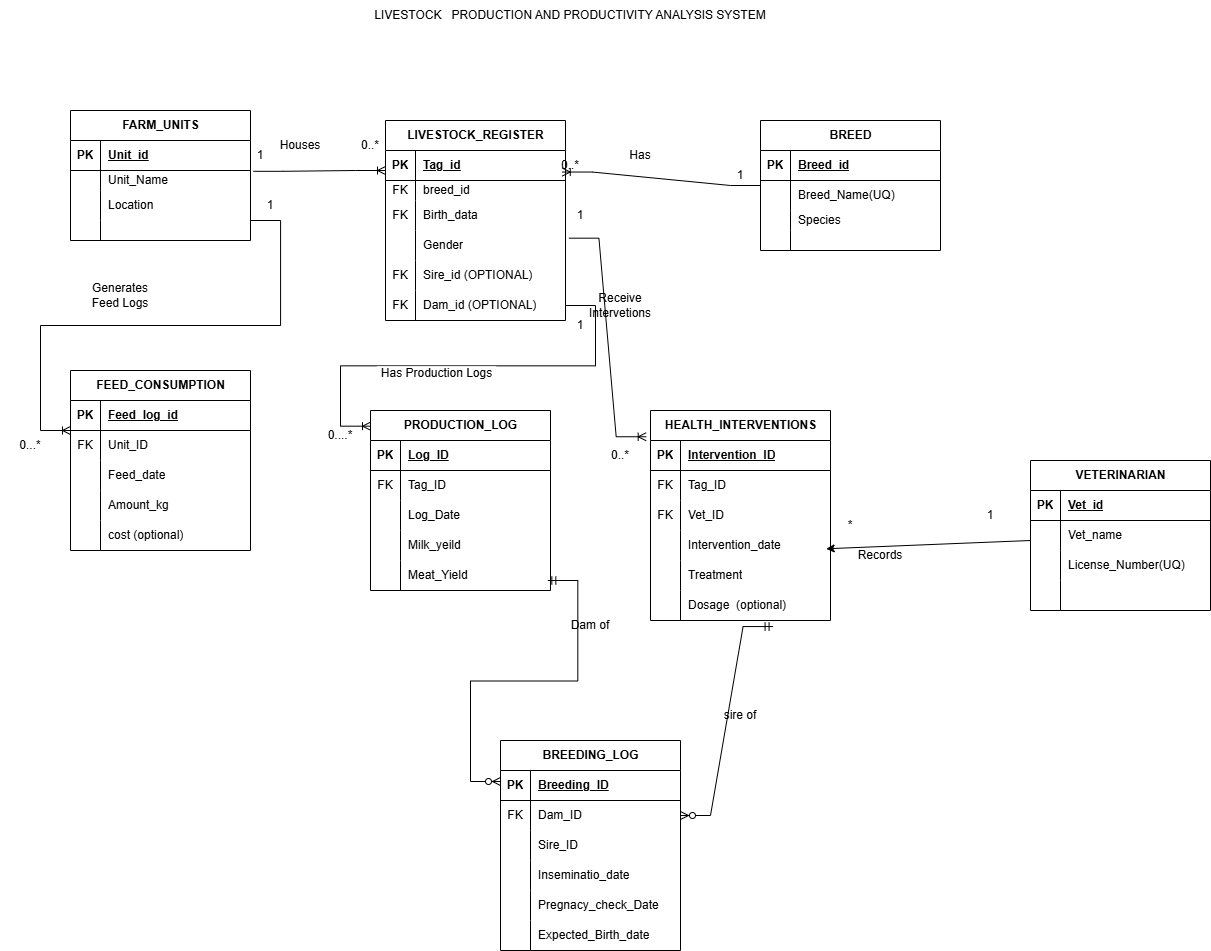 LIVESTOCK PRODUCTION AND PRODUCTIVITY ANALYSIS SYSTEM
FARM_UNITS
PK Unit_id
Unit_Name
Location
1
Houses
0..*
1
LIVESTOCK_REGISTER
PK Tag_id
FK breed_id
FK Birth_data
Gender
FK Sire_id (OPTIONAL)
FK Dam_id (OPTIONAL)
0..*
Has
1
BREED
PK Breed_id
Breed_Name(UQ)
Species
1
Receive
Intervetions
1
Generates
Feed Logs
Has Production Logs
0...*
FEED_CONSUMPTION
PK Feed_log_id
FK Unit_ID
Feed_date
Amount_kg
cost (optional)
0....*
PRODUCTION_LOG
PK Log_ID
FK Tag_ID
Log_Date
Milk_yeild
Meat_Yield
0..*
HEALTH_INTERVENTIONS
PK Intervention_ID
FK Tag_ID
FK Vet_ID
Intervention_date
Treatment
Dosage (optional)
*
Records
1
VETERINARIAN
PK Vet_id
Vet_name
License_Number(UQ)
Dam of
sire of
BREEDING_LOG
PK Breeding_ID
FK Dam_ID
Sire_ID
Inseminatio_date
Pregnacy_check_Date
Expected_Birth_date